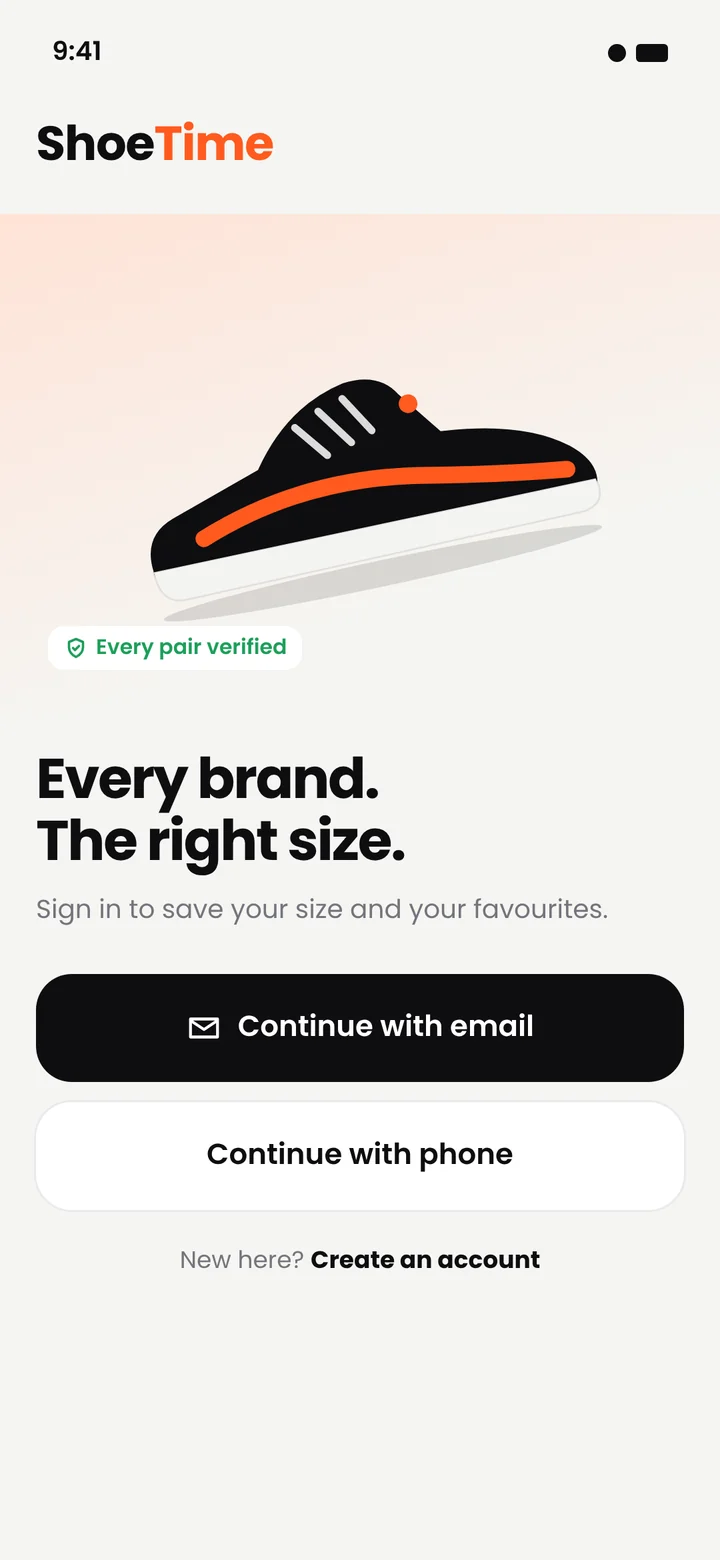 9:41
ShoeTime
Every pair verified
Every brand.
The right size.
Sign in to save your size and your favourites.
Continue with email
Continue with phone
New here? Create an account